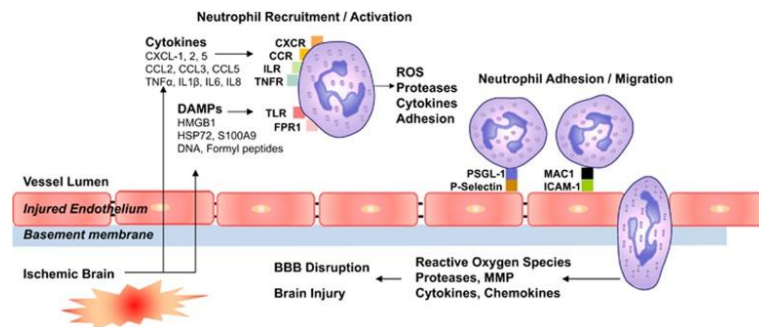 Neutrophil Recruitment / Activation
Cytokines
CXCL-1, 2, 5
CCL2, CCL3, CCL5
TNFα, IL1β, IL6, IL8
CXCR
CCR
ILR
TNFR
DAMPs
HMGB1
HSP72, S100A9
DNA, Formyl peptides
TLR
FPR1
ROS
Proteases
Cytokines
Adhesion
Neutrophil Adhesion / Migration
PSGL-1
P-Selectin
MAC1
ICAM-1
Vessel Lumen
Injured Endothelium
Basement membrane
Ischemic Brain
BBB Disruption
Brain Injury
Reactive Oxygen Species
Proteases, MMP
Cytokines, Chemokines